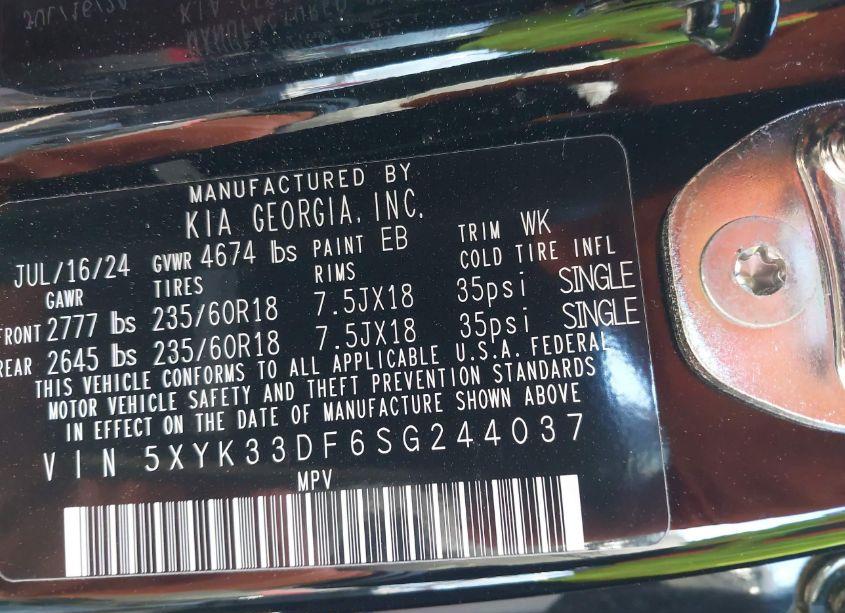 MANUFACTURED BY
KIA GEORGIA, INC.
JUL/16/24 GVWR 4674 lbs PAINT EB TRIM WK
GAWR TIRES RIMS COLD TIRE INFL
FRONT 2777 lbs 235/60R18 7.5JX18 35psi SINGLE
REAR 2645 lbs 235/60R18 7.5JX18 35psi SINGLE
THIS VEHICLE CONFORMS TO ALL APPLICABLE U.S.A. FEDERAL
MOTOR VEHICLE SAFETY AND THEFT PREVENTION STANDARDS
IN EFFECT ON THE DATE OF MANUFACTURE SHOWN ABOVE
VIN 5XYK33DF6SG244037
MPV